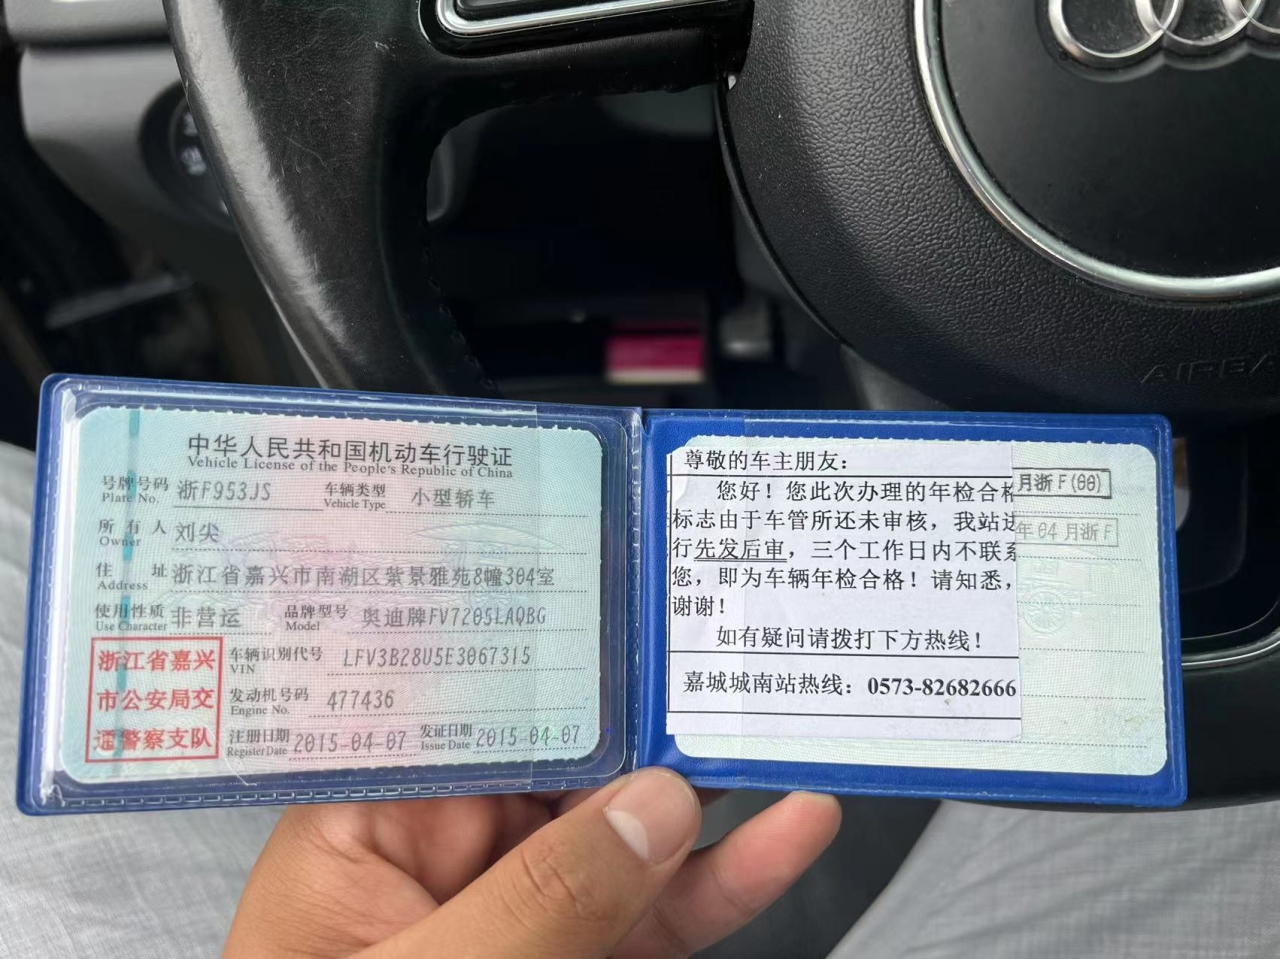 中华人民共和国机动车行驶证
Vehicle License of the People's Republic of China
号牌号码 浙F953JS 车辆类型 小型轿车
Plate No. Vehicle Type
所有人 刘尖
Owner
住址 浙江省嘉兴市南湖区紫景雅苑8幢304室
Address
使用性质 非营运 品牌型号 奥迪牌FV7205LAQBG
Use Character Model
浙江省嘉兴
市公安局交
通警察支队
车辆识别代号 LFV3B28U5E3067315
VIN
发动机号码 477436
Engine No.
注册日期 2015-04-07 发证日期 2015-04-07
Register Date Issue Date
尊敬的车主朋友：
您好！您此次办理的年检合格
标志由于车管所还未审核，我站进
行先发后审，三个工作日内不联系
您，即为车辆年检合格！请知悉，
谢谢！
如有疑问请拨打下方热线！
嘉城城南站热线：0573-82682666
月浙F(00)
年04月浙F
AIRBA